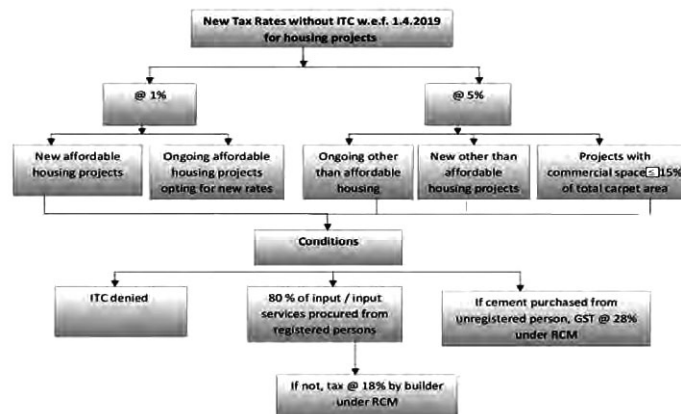 New Tax Rates without ITC w.e.f. 1.4.2019
for housing projects
@ 1%
@ 5%
New affordable
housing projects
Ongoing affordable
housing projects
opting for new rates
Ongoing other
than affordable
housing
New other than
affordable
housing projects
Projects with
commercial space ≤ 15%
of total carpet area
Conditions
ITC denied
80 % of input / input
services procured from
registered persons
If cement purchased from
unregistered person, GST @ 28%
under RCM
If not, tax @ 18% by builder
under RCM